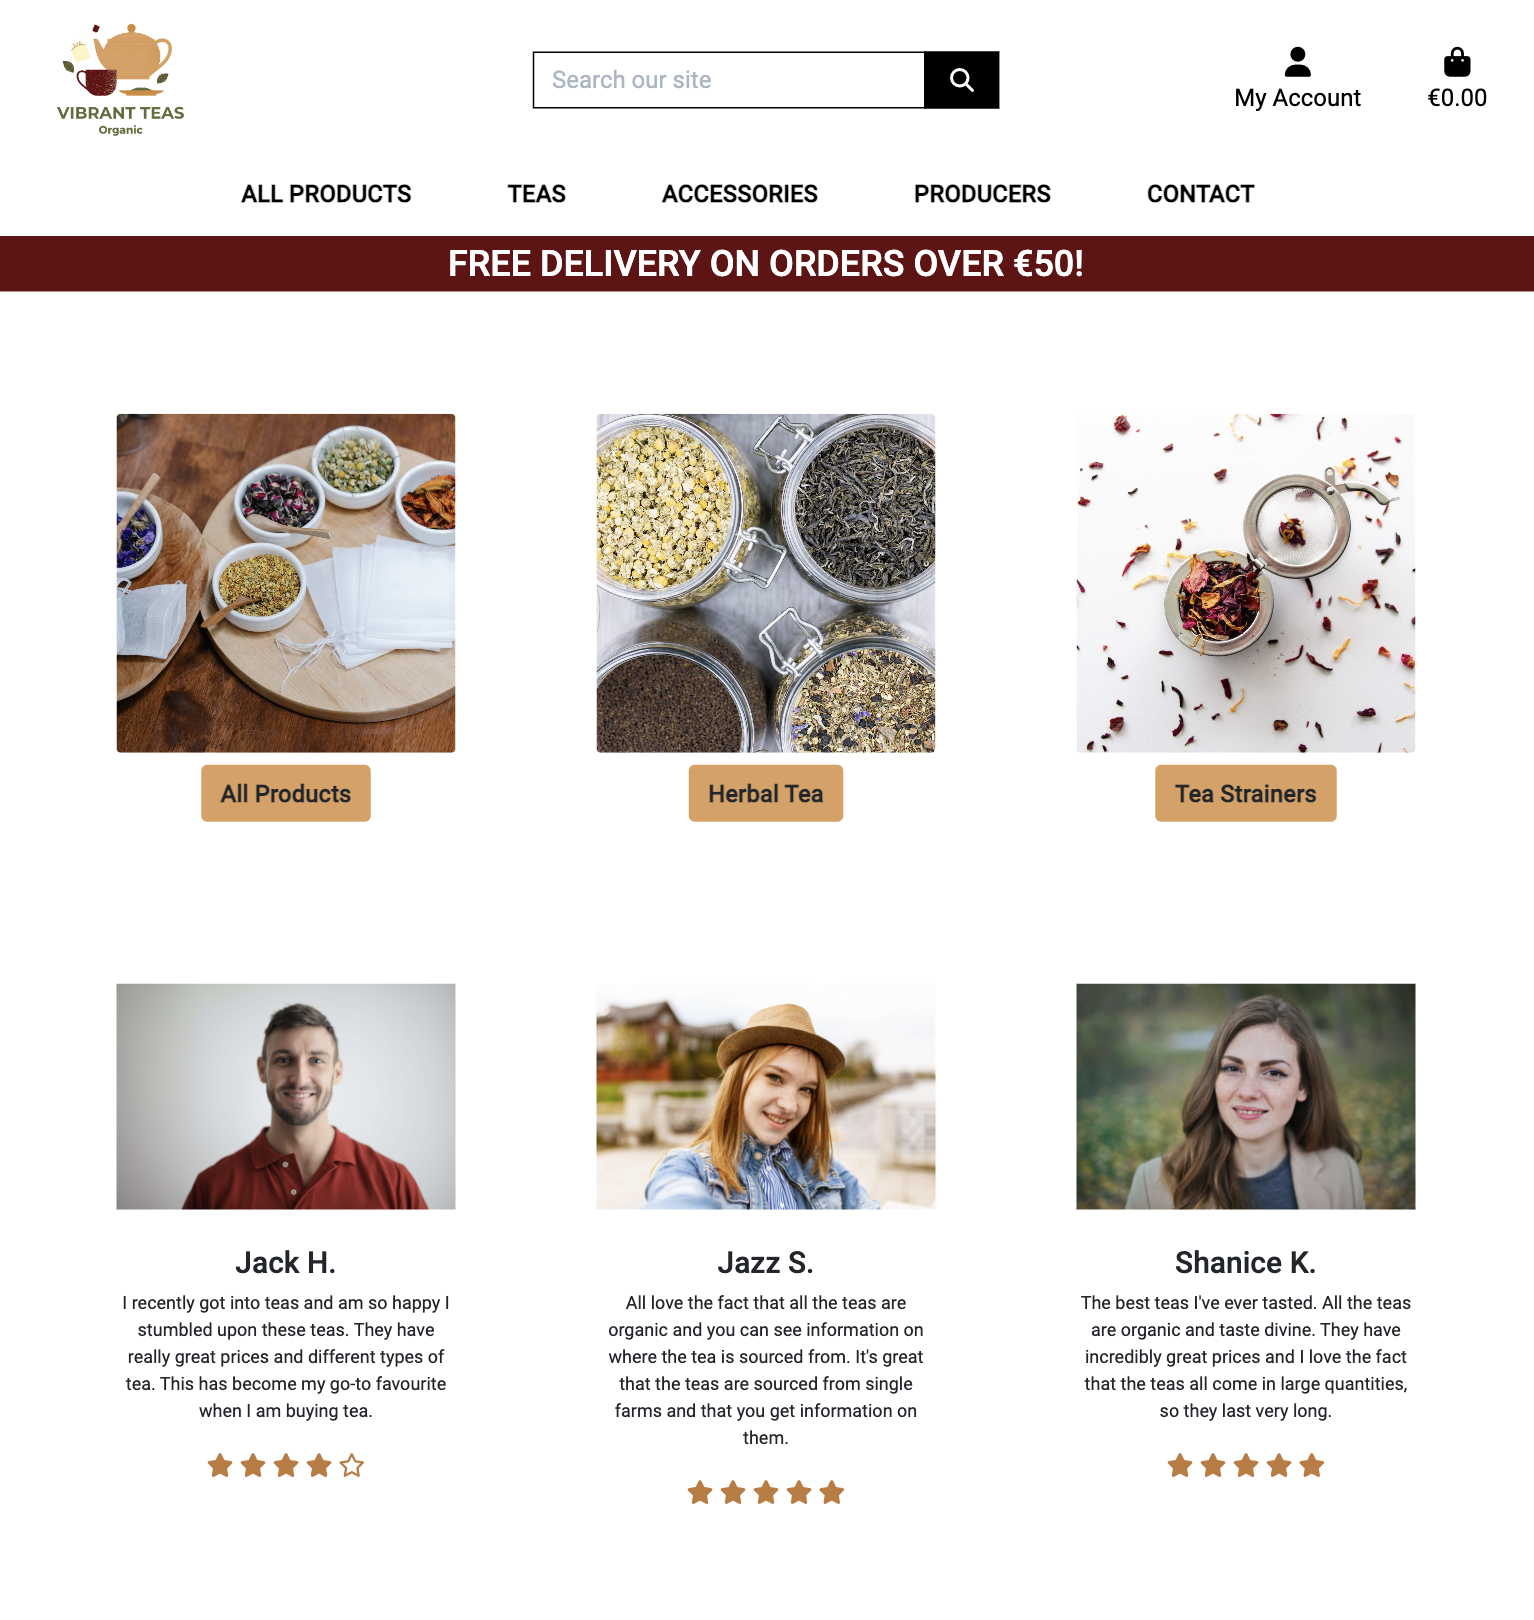 VIBRANT TEAS
Organic
Search our site
My Account
€0.00
ALL PRODUCTS
TEAS
ACCESSORIES
PRODUCERS
CONTACT
FREE DELIVERY ON ORDERS OVER €50!
All Products
Herbal Tea
Tea Strainers
Jack H.
I recently got into teas and am so happy I
stumbled upon these teas. They have
really great prices and different types of
tea. This has become my go-to favourite
when I am buying tea.
Jazz S.
All love the fact that all the teas are
organic and you can see information on
where the tea is sourced from. It's great
that the teas are sourced from single
farms and that you get information on
them.
Shanice K.
The best teas I've ever tasted. All the teas
are organic and taste divine. They have
incredibly great prices and I love the fact
that the teas all come in large quantities,
so they last very long.